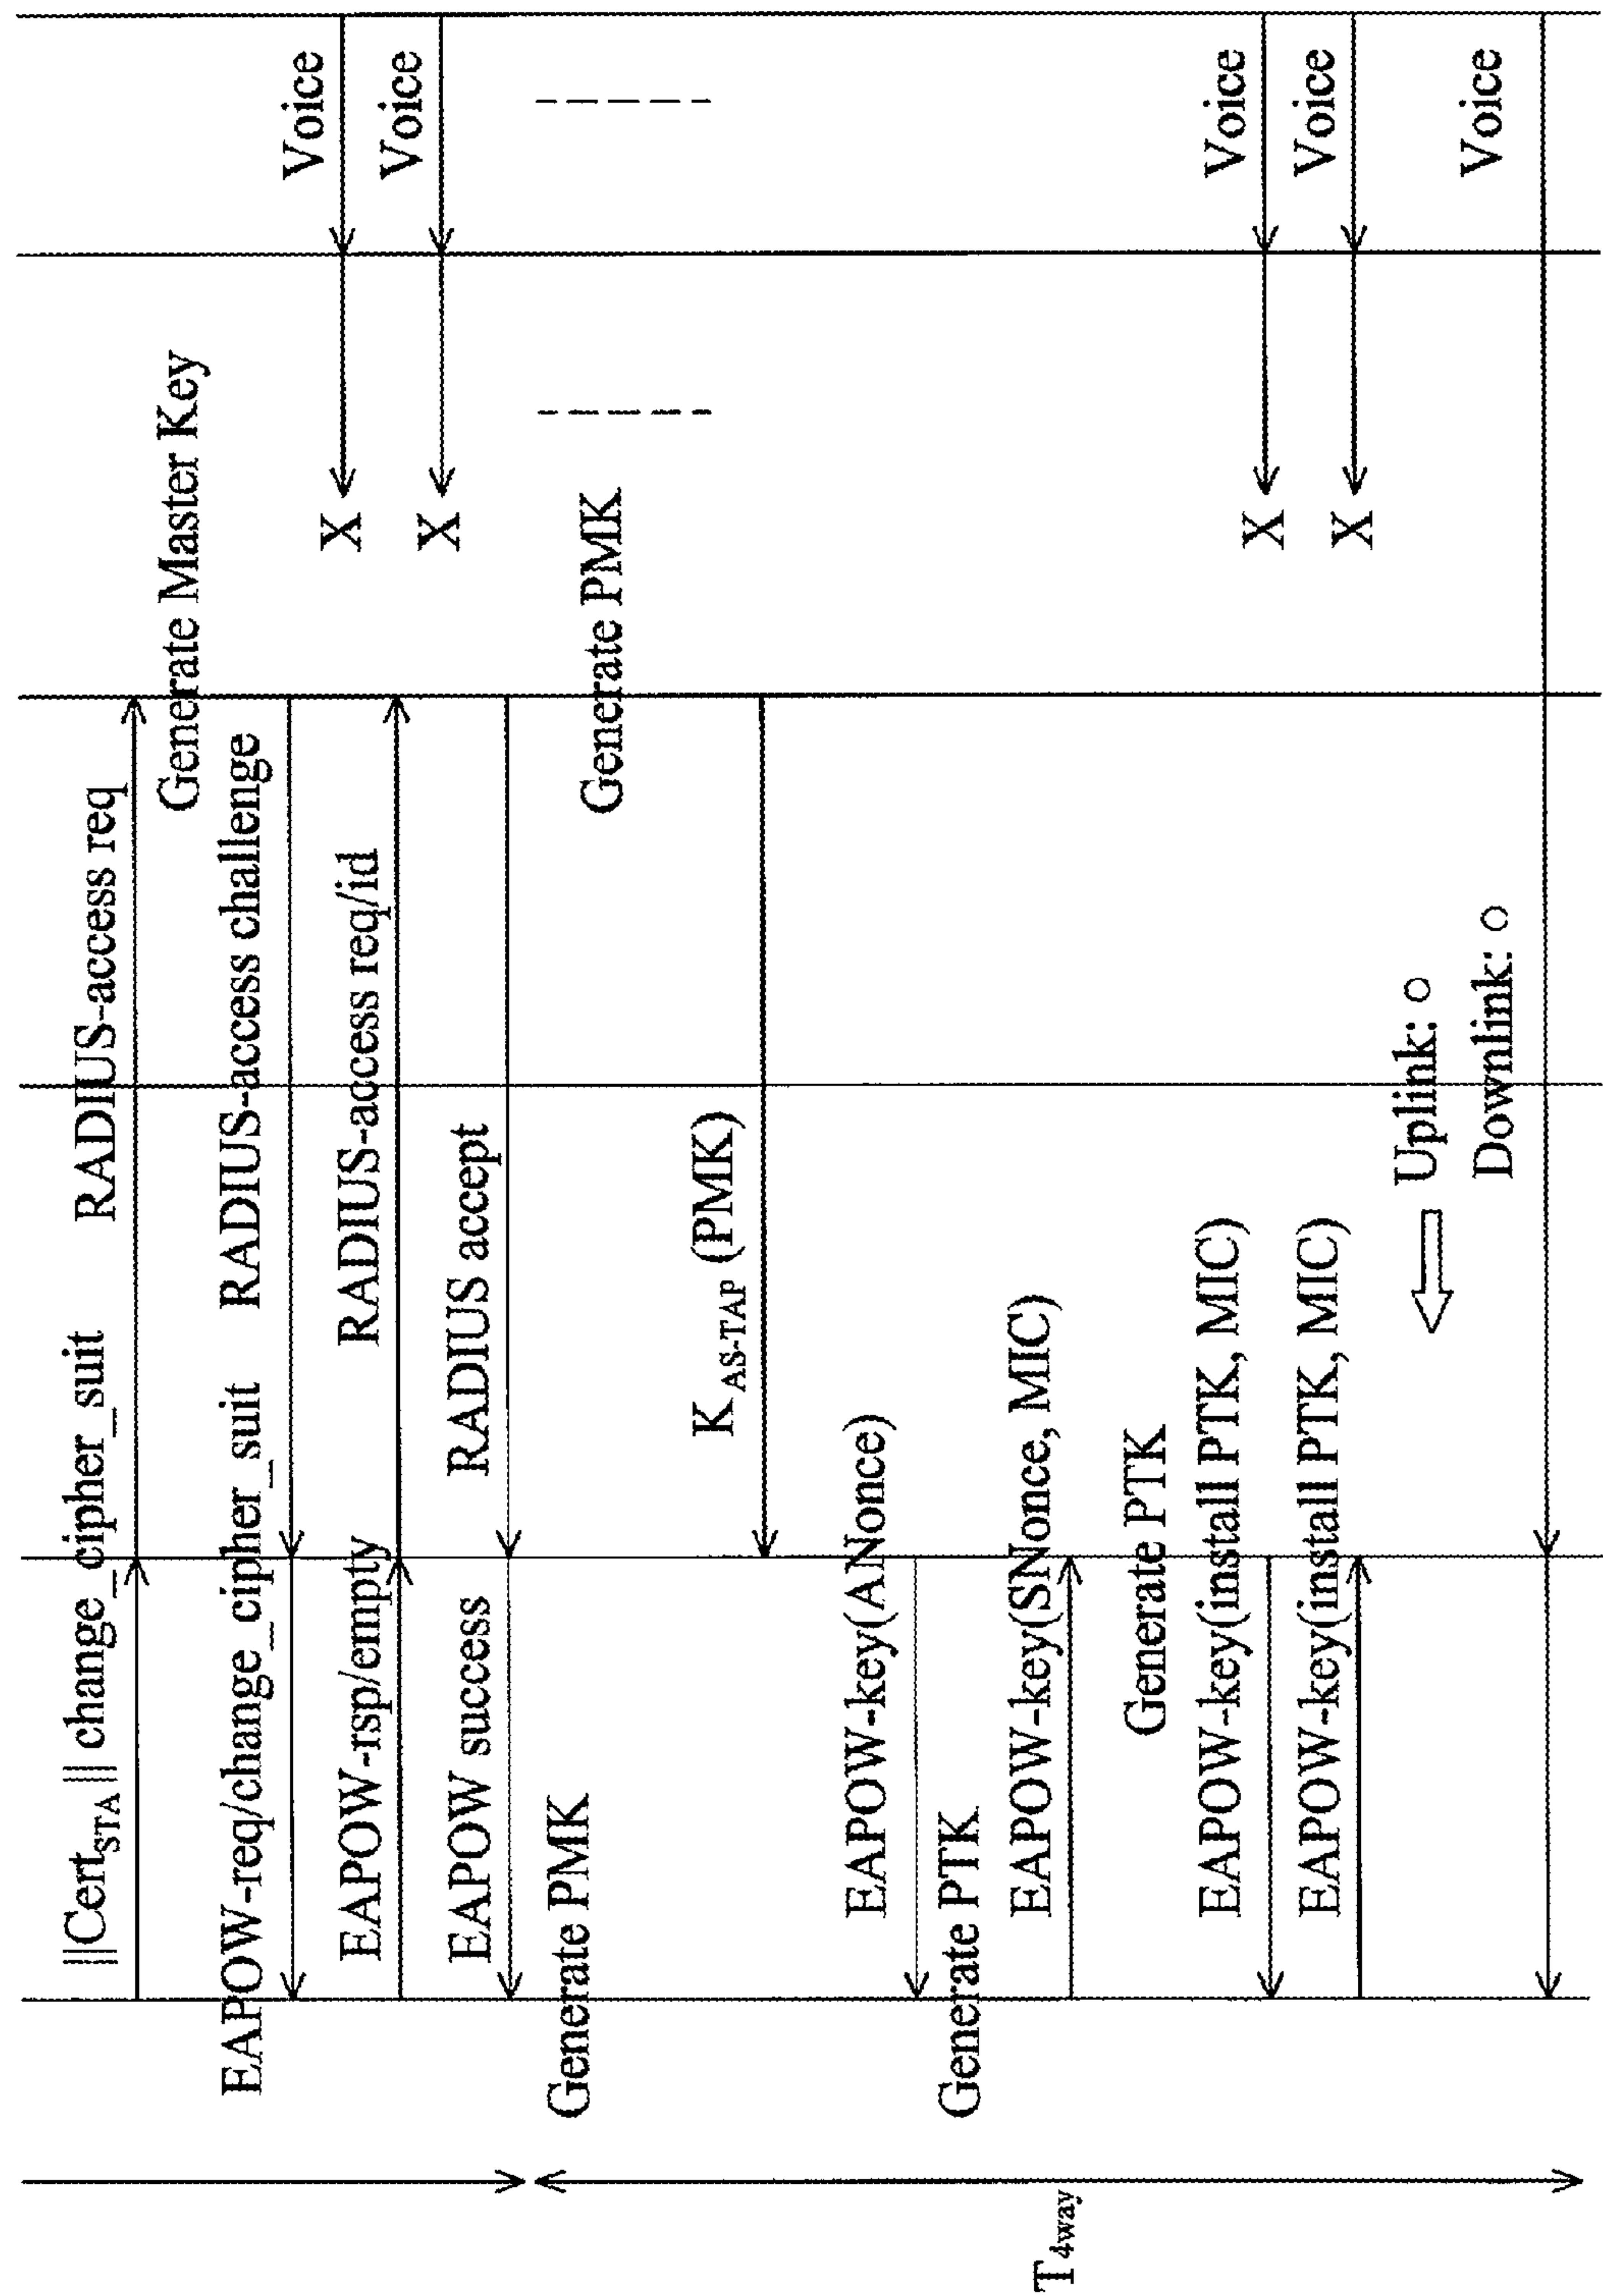 ||Cert_STA || change_cipher_suit
RADIUS-access req
Generate Master Key
EAPOW-req/change_cipher_suit
RADIUS-access challenge
Voice
EAPOW-rsp/empty
RADIUS-access req/id
X
Voice
EAPOW success
RADIUS accept
X
Generate PMK
Generate PMK
K_AS-TAP (PMK)
EAPOW-key(ANonce)
Generate PTK
EAPOW-key(SNonce, MIC)
T_4way
Generate PTK
EAPOW-key(install PTK, MIC)
X
Voice
EAPOW-key(install PTK, MIC)
X
Voice
Uplink: ○
Downlink: ○
Voice